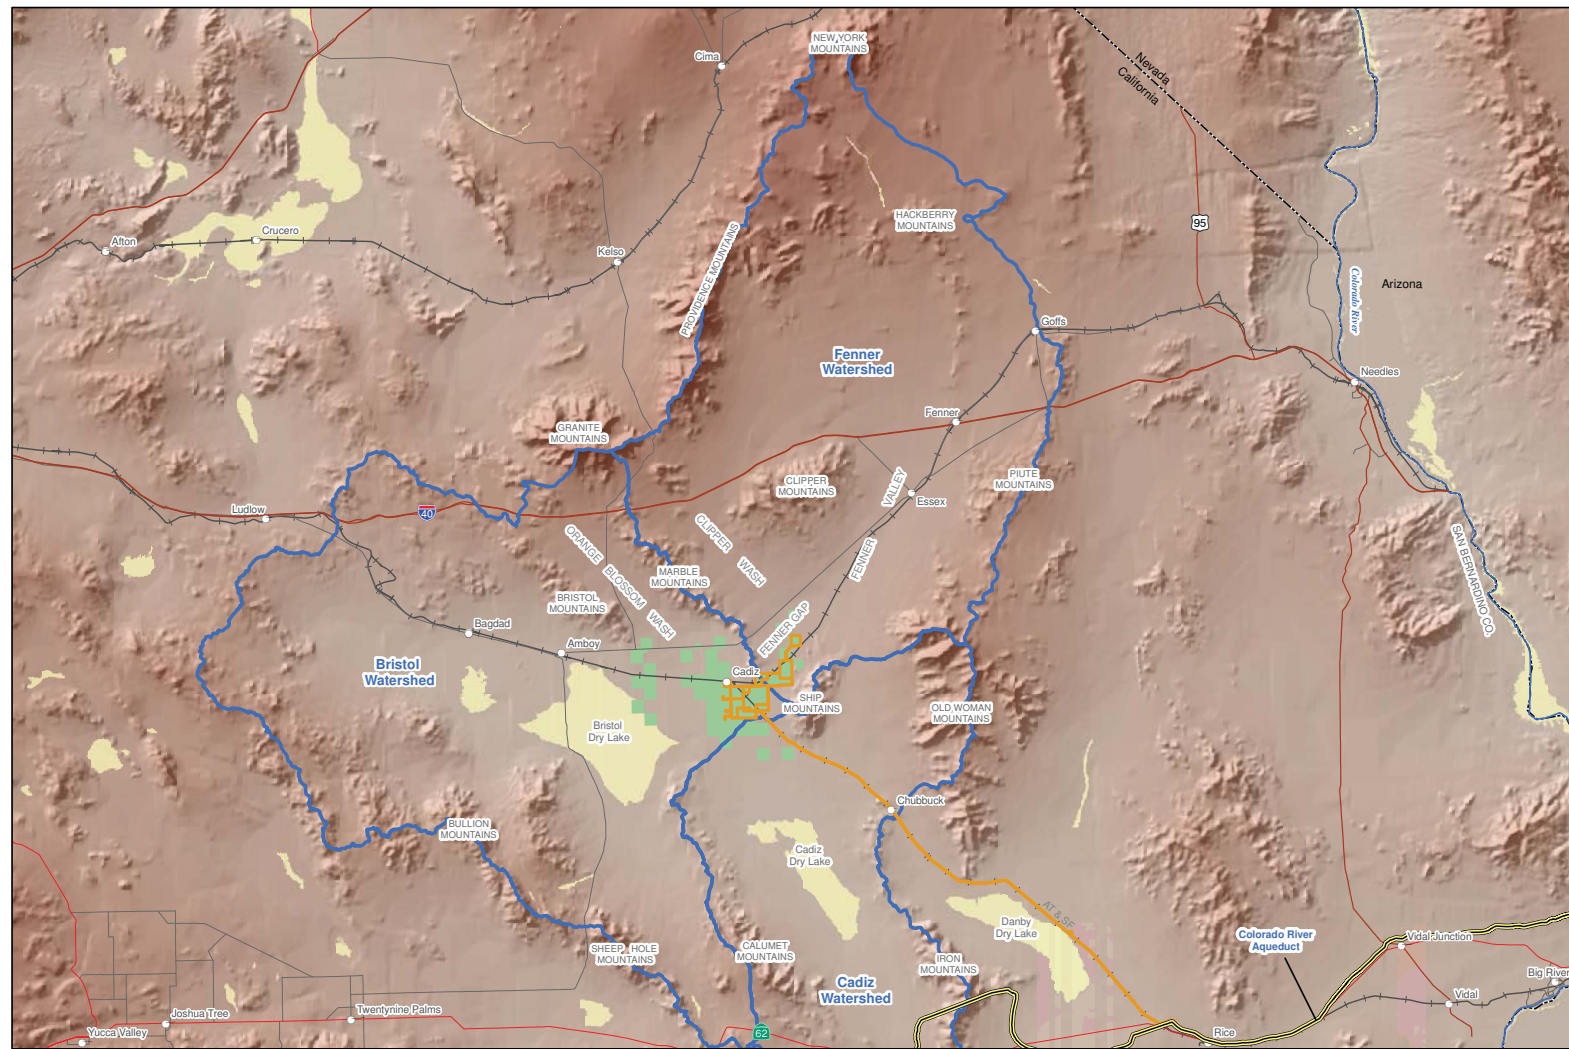 NEW YORK
MOUNTAINS
Cima
Nevada
California
HACKBERRY
MOUNTAINS
95
Afton
Crucero
Kelso
PROVIDENCE MOUNTAINS
Colorado River
Arizona
Goffs
Fenner
Watershed
Needles
Fenner
GRANITE
MOUNTAINS
CLIPPER
MOUNTAINS
PIUTE
MOUNTAINS
Essex
FENNER VALLEY
Ludlow
40
ORANGE BLOSSOM WASH
CLIPPER WASH
MARBLE
MOUNTAINS
BRISTOL
MOUNTAINS
SAN BERNARDINO CO.
Bagdad
Amboy
FENNER GAP
Bristol
Watershed
Cadiz
SHIP
MOUNTAINS
OLD WOMAN
MOUNTAINS
Bristol
Dry Lake
Chubbuck
BULLION
MOUNTAINS
Cadiz
Dry Lake
AT & SF
Danby
Dry Lake
Colorado River
Aqueduct
Vidal Junction
SHEEP HOLE
MOUNTAINS
CALUMET
MOUNTAINS
IRON
MOUNTAINS
Cadiz
Watershed
Big River
Vidal
Joshua Tree
Twentynine Palms
Yucca Valley
62
Rice